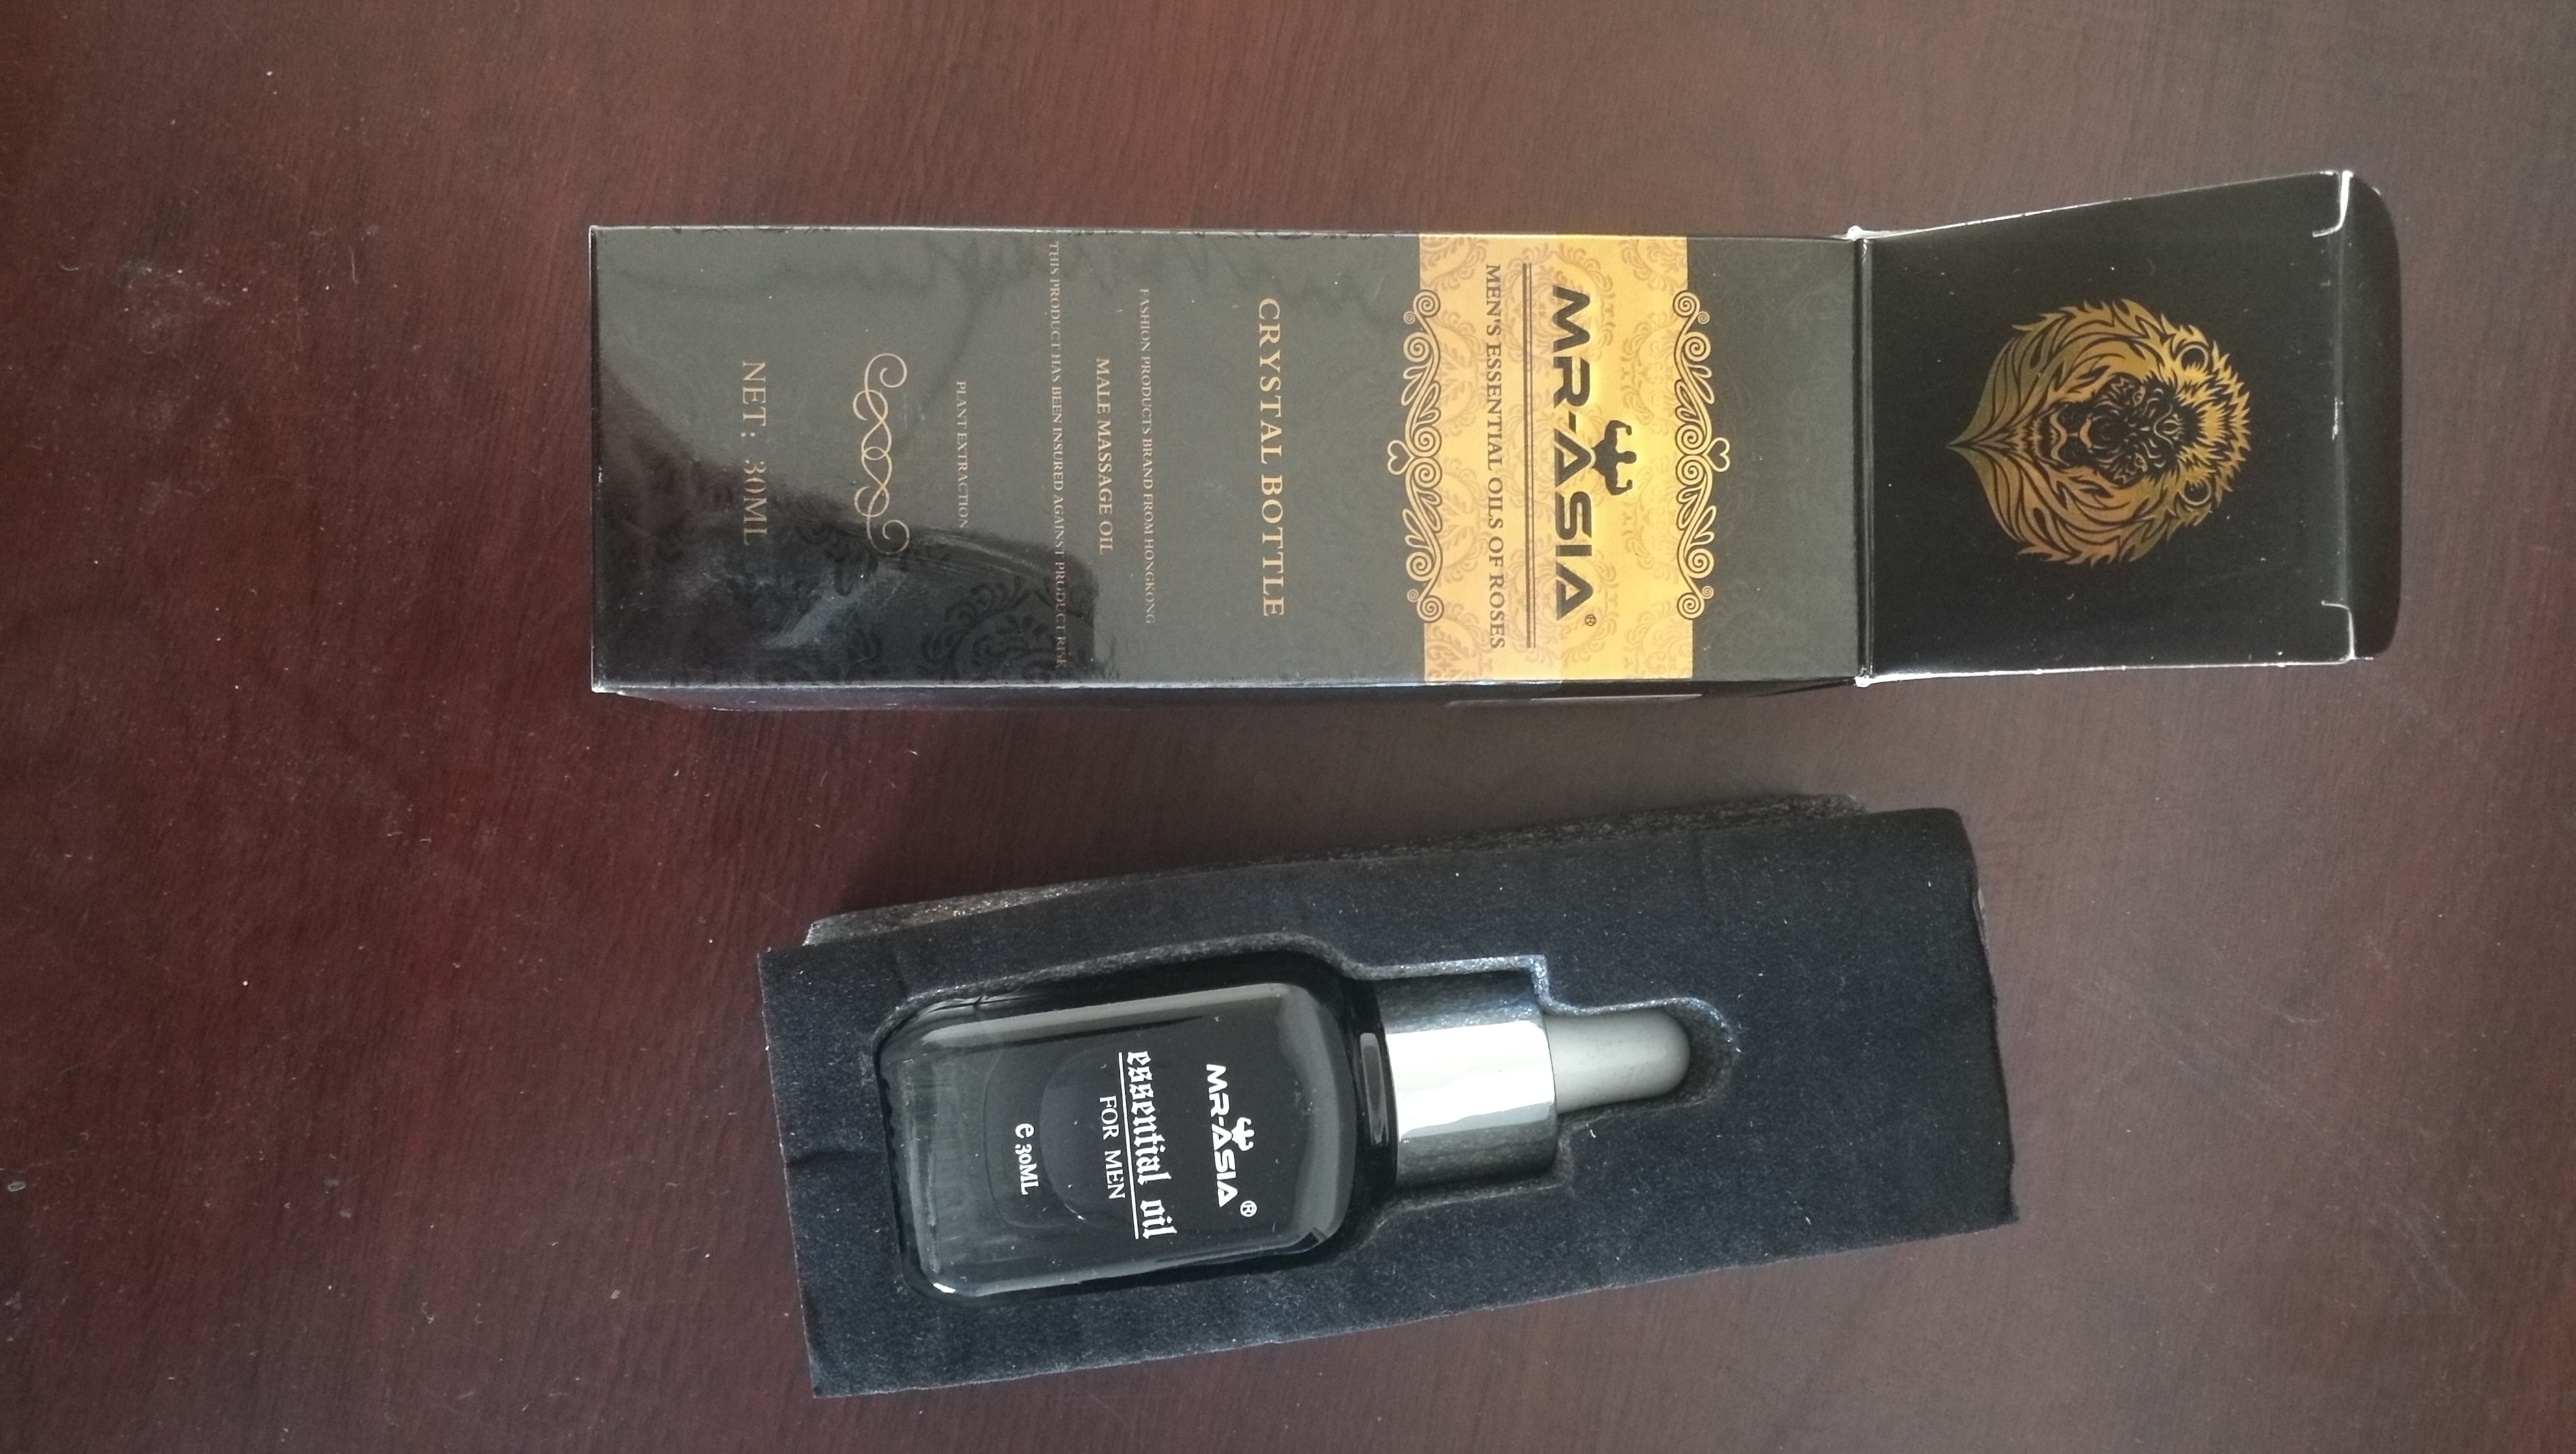 MR-ASIA®
MEN'S ESSENTIAL OILS OF ROSES
CRYSTAL BOTTLE
FASHION PRODUCTS BRAND FROM HONGKONG
MALE MASSAGE OIL
THIS PRODUCT HAS BEEN INSURED AGAINST PRODUCT RISK
PLANT EXTRACTION
NET: 30ML
MR-ASIA®
essential oil
FOR MEN
e 30ML